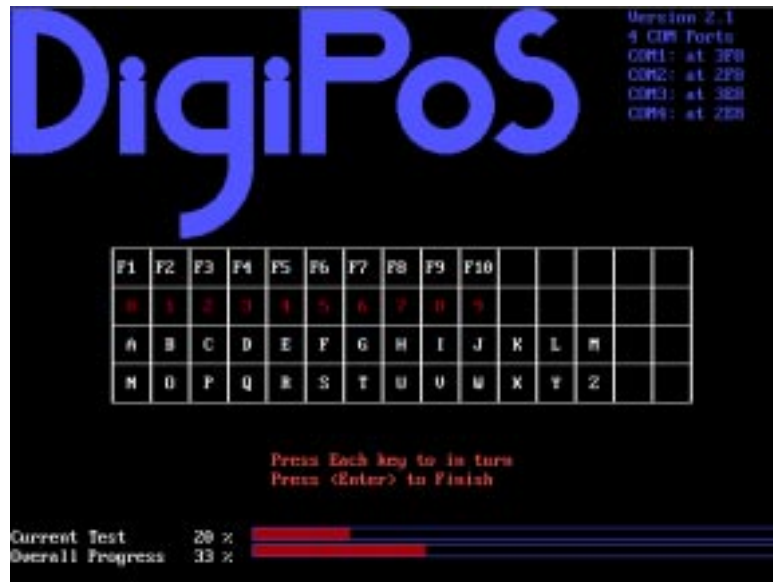 DigiPoS
Version 2.1
4 COM Ports
COM1: at 3F8
COM2: at 2F8
COM3: at 3E8
COM4: at 2E8
F1 F2 F3 F4 F5 F6 F7 F8 F9 F10
0 1 2 3 4 5 6 7 8 9
A B C D E F G H I J K L M
N O P Q R S T U V W X Y Z
Press Each key to in turn
Press <Enter> to Finish
Current Test 20 %
Overall Progress 33 %